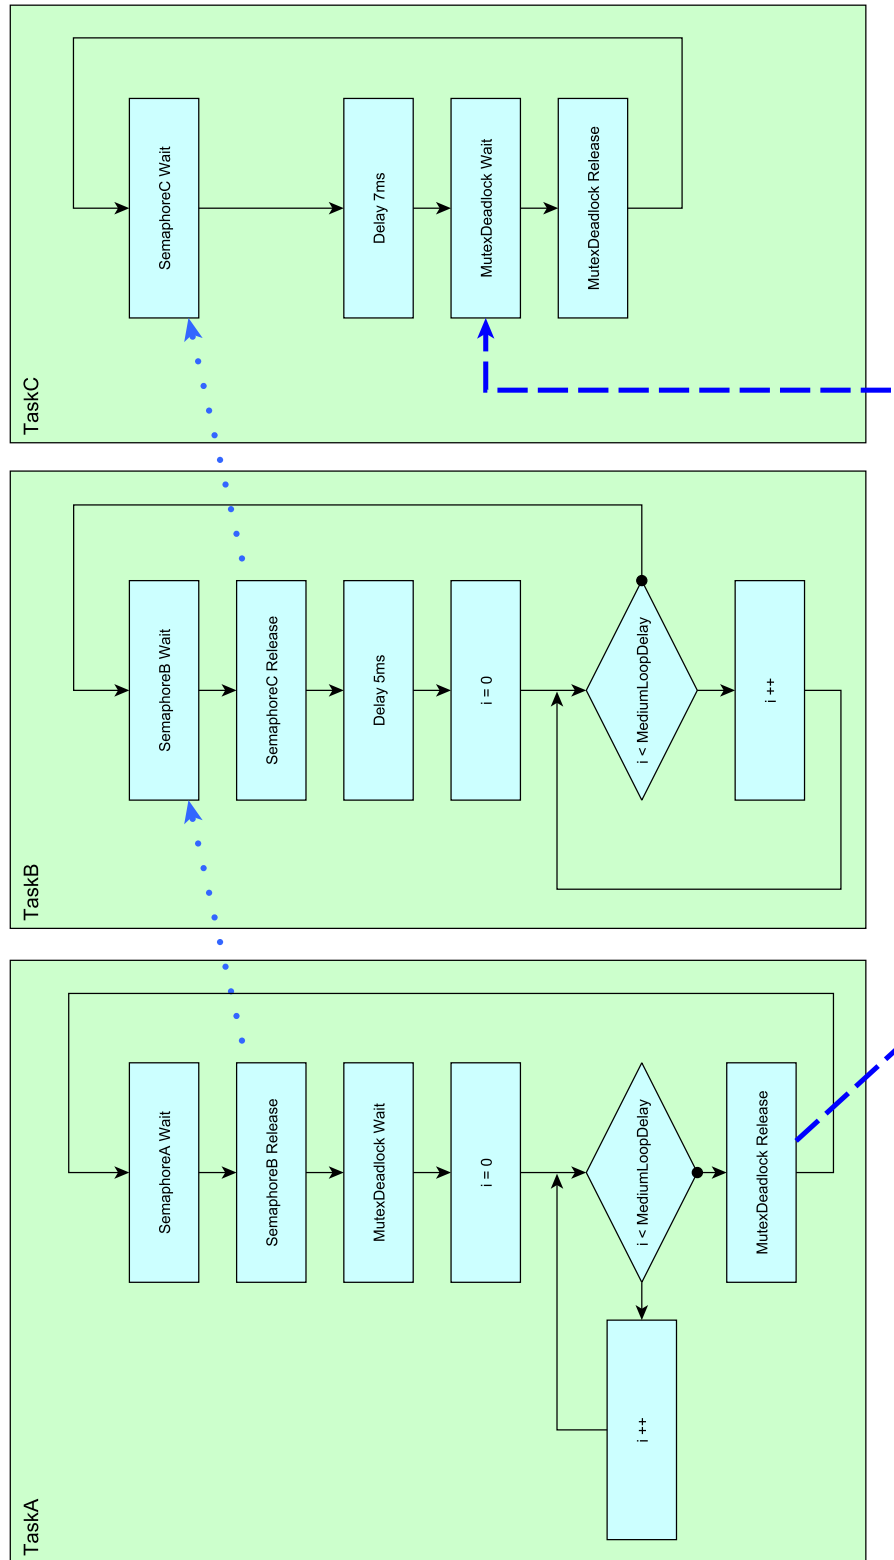 TaskA
SemaphoreA Wait
SemaphoreB Release
MutexDeadlock Wait
i = 0
i < MediumLoopDelay
i ++
MutexDeadlock Release
TaskB
SemaphoreB Wait
SemaphoreC Release
Delay 5ms
i = 0
i < MediumLoopDelay
i ++
TaskC
SemaphoreC Wait
Delay 7ms
MutexDeadlock Wait
MutexDeadlock Release